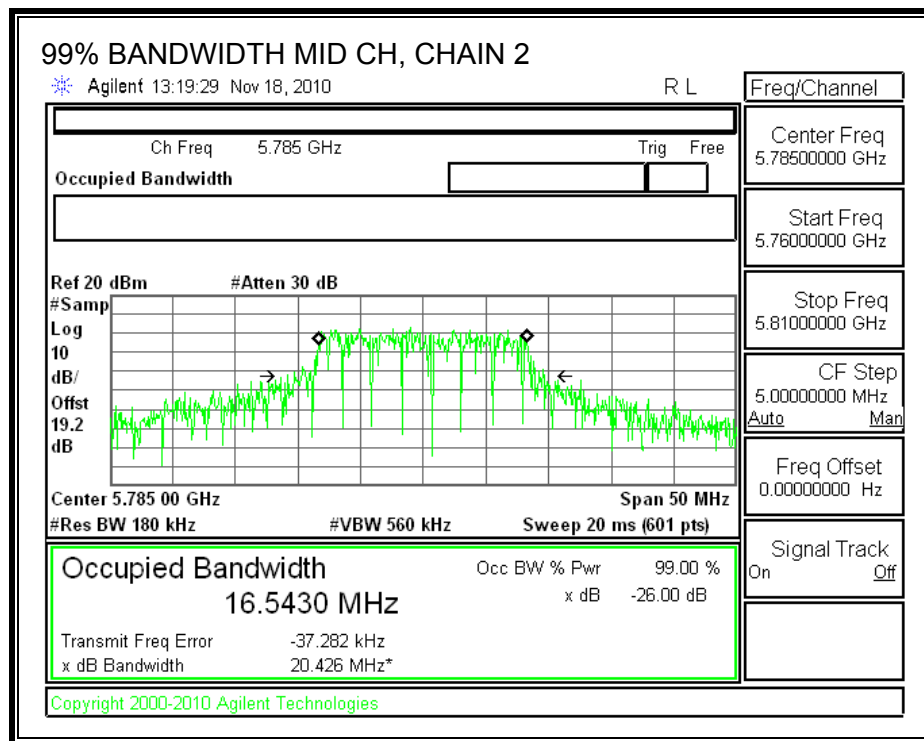 99% BANDWIDTH MID CH, CHAIN 2
Agilent 13:19:29 Nov 18, 2010 R L
Freq/Channel
Ch Freq 5.785 GHz Trig Free
Occupied Bandwidth
Center Freq
5.78500000 GHz
Start Freq
5.76000000 GHz
Stop Freq
5.81000000 GHz
CF Step
5.00000000 MHz
Auto Man
Freq Offset
0.00000000 Hz
Signal Track
On Off
Ref 20 dBm #Atten 30 dB
#Samp
Log
10
dB/
Offst
19.2
dB
Center 5.785 00 GHz Span 50 MHz
#Res BW 180 kHz #VBW 560 kHz Sweep 20 ms (601 pts)
Occupied Bandwidth Occ BW % Pwr 99.00 %
16.5430 MHz x dB -26.00 dB
Transmit Freq Error -37.282 kHz
x dB Bandwidth 20.426 MHz*
Copyright 2000-2010 Agilent Technologies